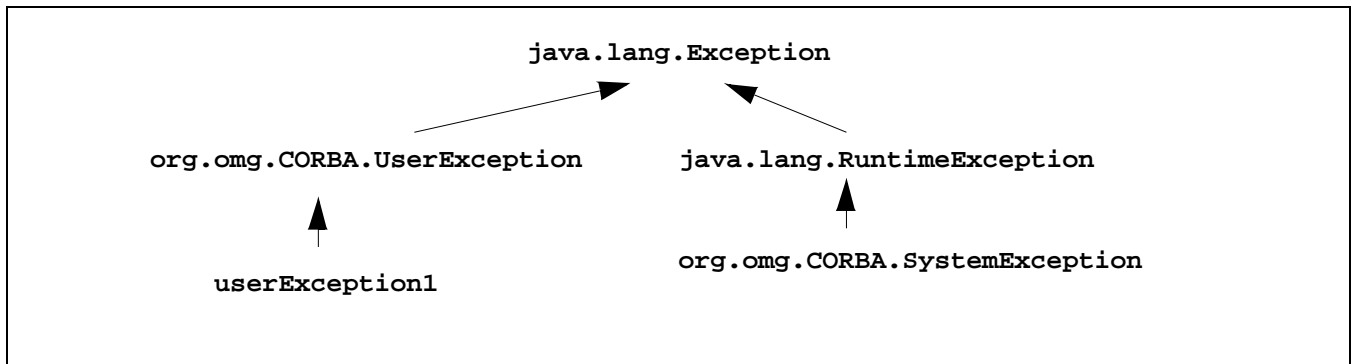 java.lang.Exception
org.omg.CORBA.UserException
java.lang.RuntimeException
userException1
org.omg.CORBA.SystemException